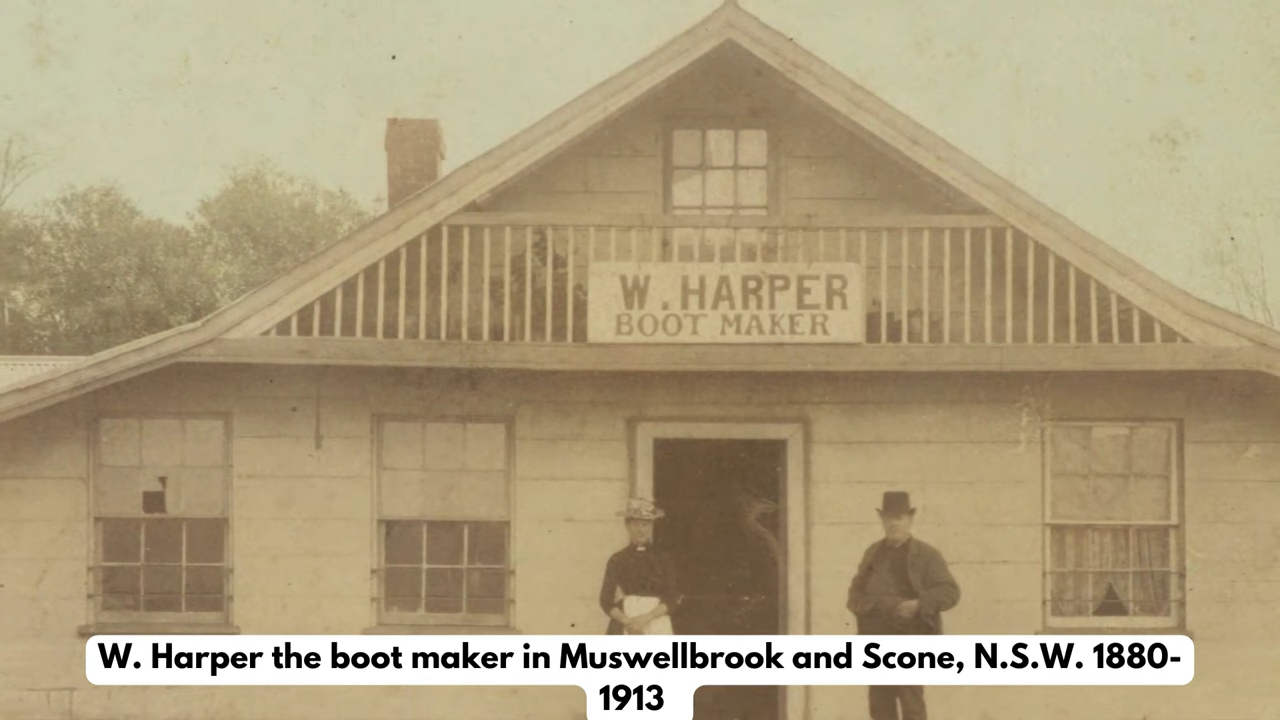 W. HARPER
BOOT MAKER
W. Harper the boot maker in Muswellbrook and Scone, N.S.W. 1880-
1913